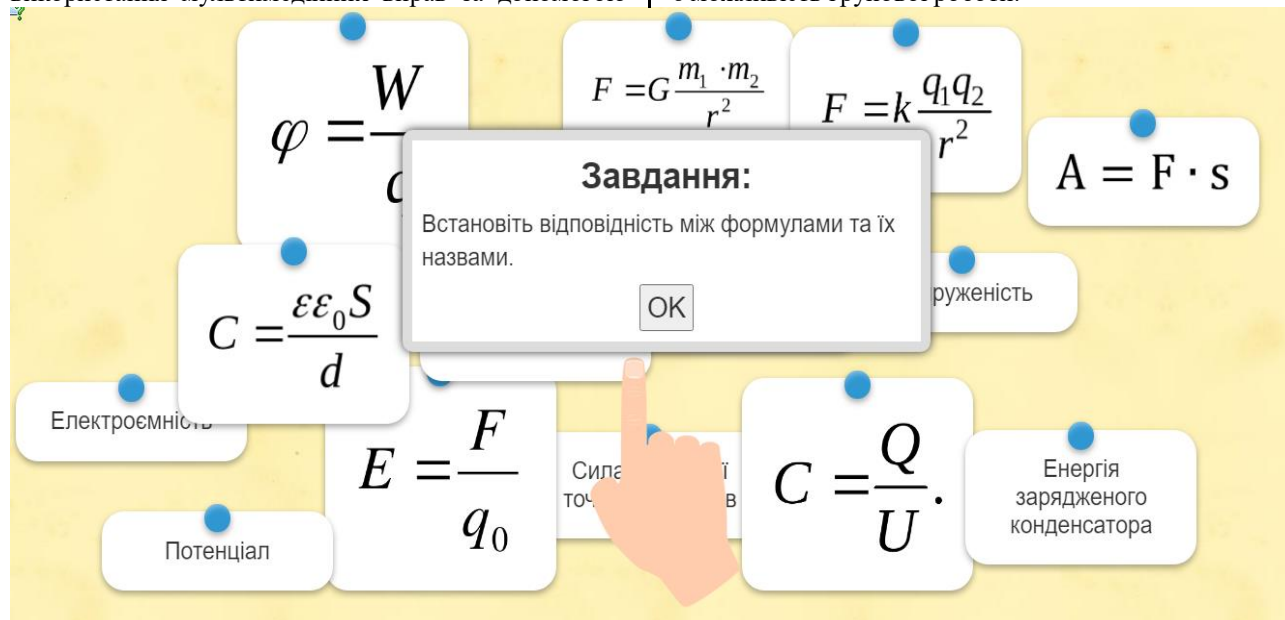 φ = W
F = G m₁ · m₂ / r²
F = k q₁q₂ / r²
A = F · s
Завдання:
Встановіть відповідність між формулами та їх
назвами.
OK
C = εε₀S / d
Електроємність
E = F / q₀
C = Q / U.
Енергія
зарядженого
конденсатора
Потенціал